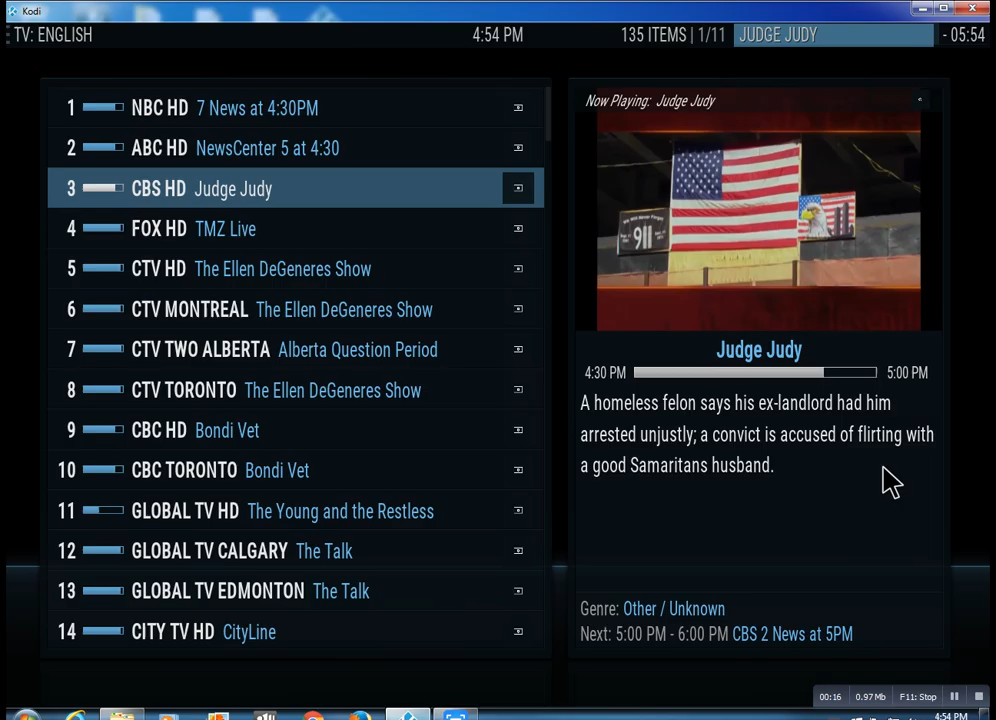 Kodi
TV: ENGLISH 4:54 PM 135 ITEMS | 1/11 JUDGE JUDY - 05:54
1 NBC HD 7 News at 4:30PM
2 ABC HD NewsCenter 5 at 4:30
3 CBS HD Judge Judy
4 FOX HD TMZ Live
5 CTV HD The Ellen DeGeneres Show
6 CTV MONTREAL The Ellen DeGeneres Show
7 CTV TWO ALBERTA Alberta Question Period
8 CTV TORONTO The Ellen DeGeneres Show
9 CBC HD Bondi Vet
10 CBC TORONTO Bondi Vet
11 GLOBAL TV HD The Young and the Restless
12 GLOBAL TV CALGARY The Talk
13 GLOBAL TV EDMONTON The Talk
14 CITY TV HD CityLine
Now Playing: Judge Judy
911
Judge Judy
4:30 PM 5:00 PM
A homeless felon says his ex-landlord had him
arrested unjustly; a convict is accused of flirting with
a good Samaritans husband.
Genre: Other / Unknown
Next: 5:00 PM - 6:00 PM CBS 2 News at 5PM
00:16 0.97 Mb F11: Stop
4:54 PM